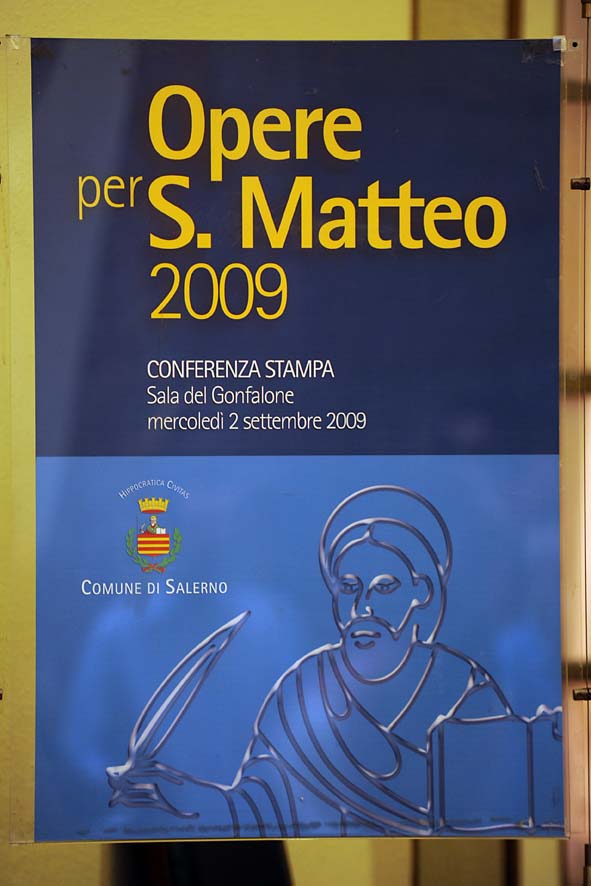 Opere
per S. Matteo
2009
CONFERENZA STAMPA
Sala del Gonfalone
mercoledì 2 settembre 2009
HIPPOCRATICA CIVITAS
COMUNE DI SALERNO